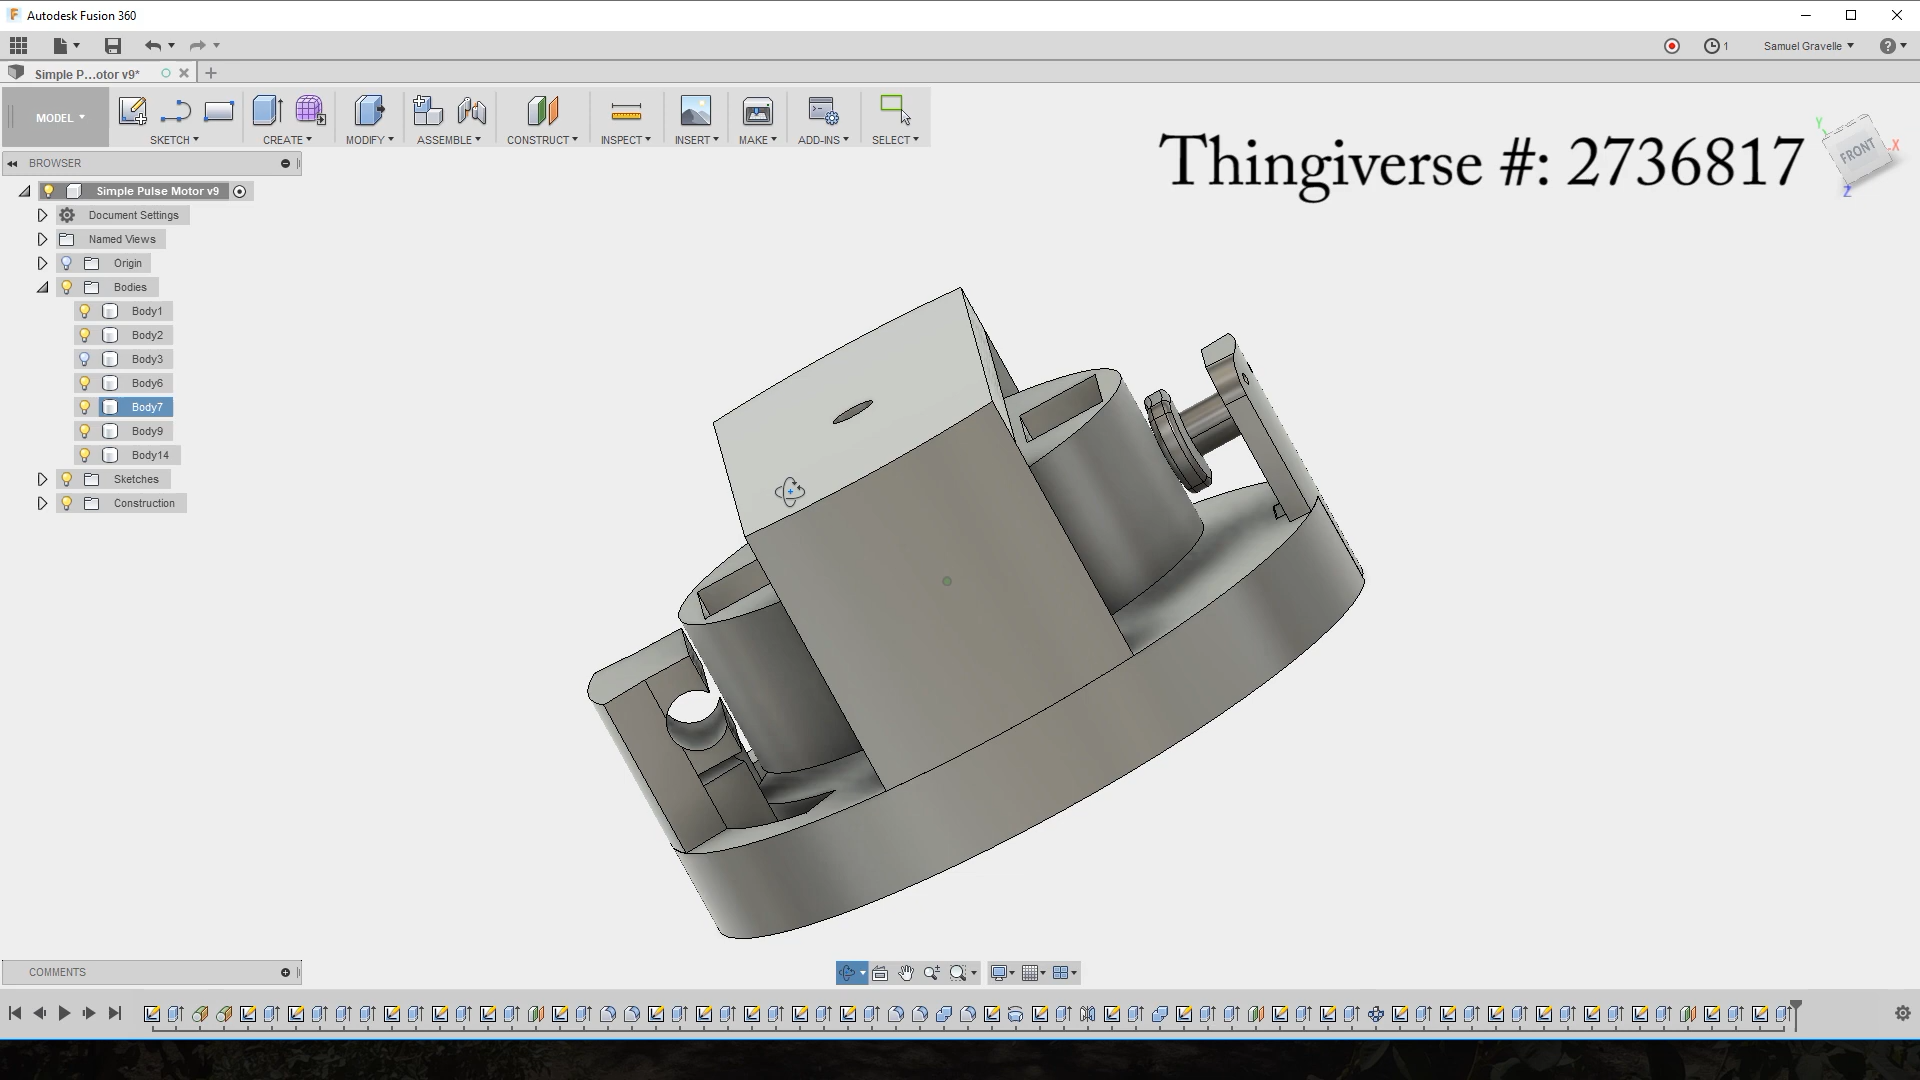 Autodesk Fusion 360
1
Samuel Gravelle
Simple P...otor v9*
MODEL
SKETCH
CREATE
MODIFY
ASSEMBLE
CONSTRUCT
INSPECT
INSERT
MAKE
ADD-INS
SELECT
Thingiverse #: 2736817
Y
X
FRONT
Z
BROWSER
Simple Pulse Motor v9
Document Settings
Named Views
Origin
Bodies
Body1
Body2
Body3
Body6
Body7
Body9
Body14
Sketches
Construction
COMMENTS